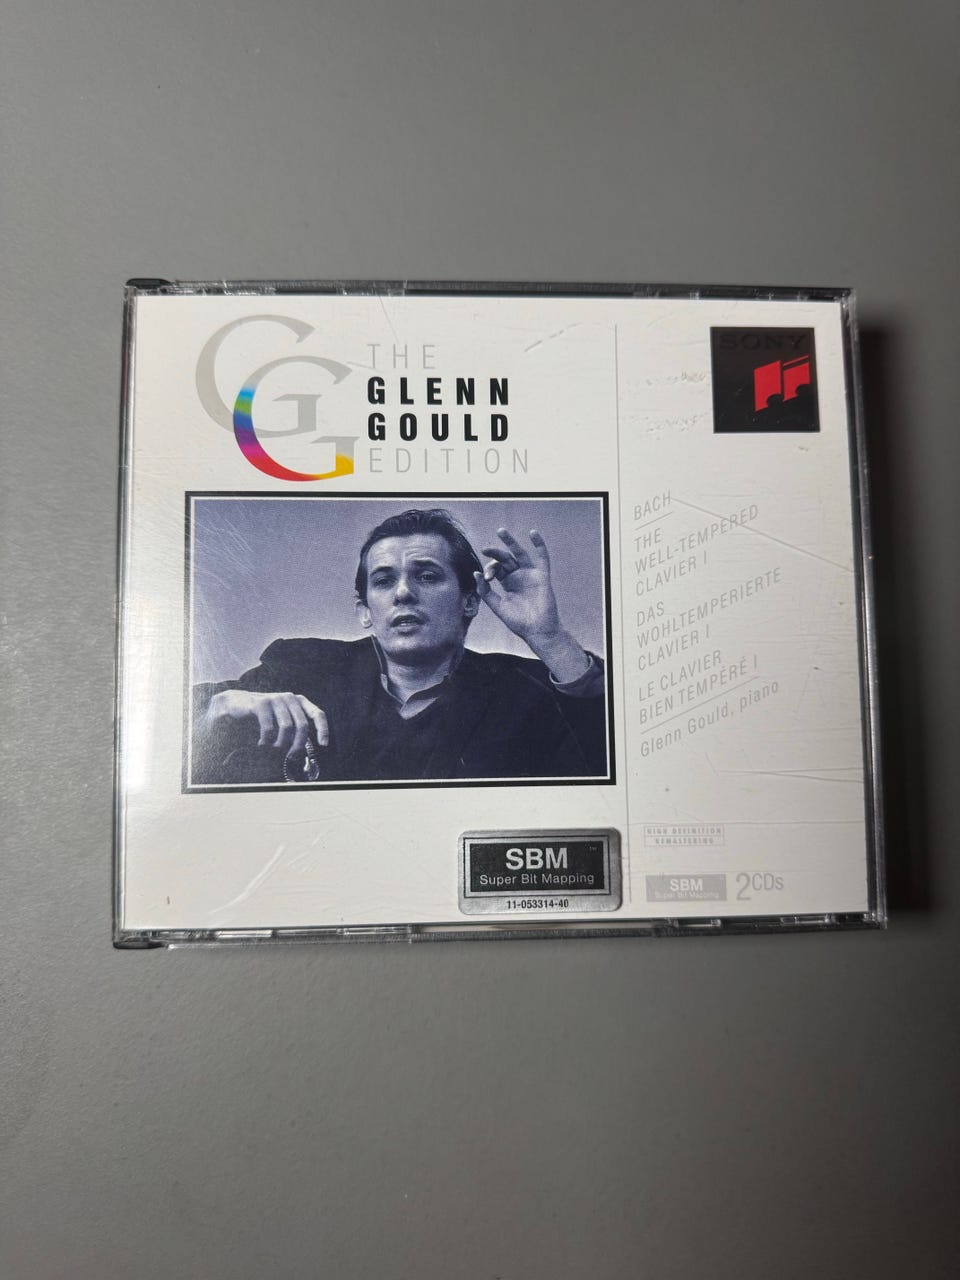 THE
GLENN
GOULD
EDITION
SONY
BACH
THE
WELL-TEMPERED
CLAVIER I
DAS
WOHLTEMPERIERTE
CLAVIER I
LE CLAVIER
BIEN TEMPÉRÉ I
Glenn Gould, piano
HIGH DEFINITION
REMASTERING
SBM
Super Bit Mapping
2CDs
SBM™
Super Bit Mapping
11-053314-40